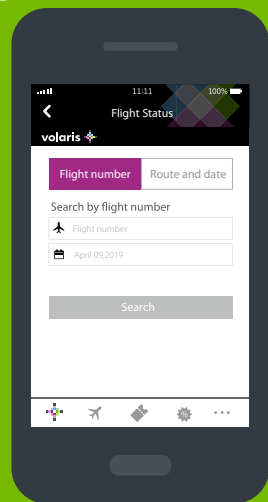 11:11 100%
Flight Status
volaris
Flight number Route and date
Search by flight number
Flight number
April 09,2019
Search